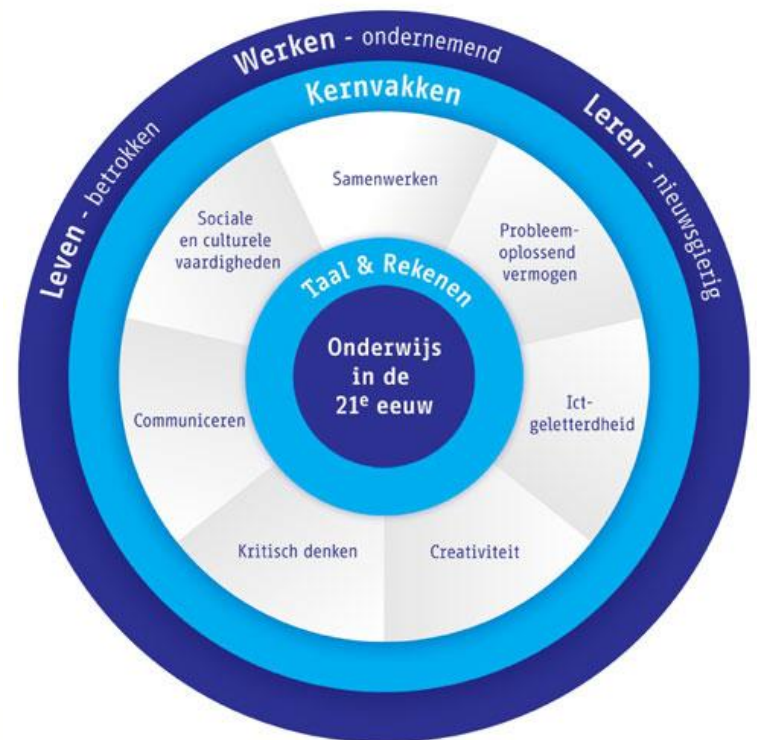 Werken - ondernemend
Leren - nieuwsgierig
Leven - betrokken
Kernvakken
Samenwerken
Probleem-
oplossend
vermogen
Ict-
geletterdheid
Creativiteit
Kritisch denken
Communiceren
Sociale
en culturele
vaardigheden
Taal & Rekenen
Onderwijs
in de
21e eeuw